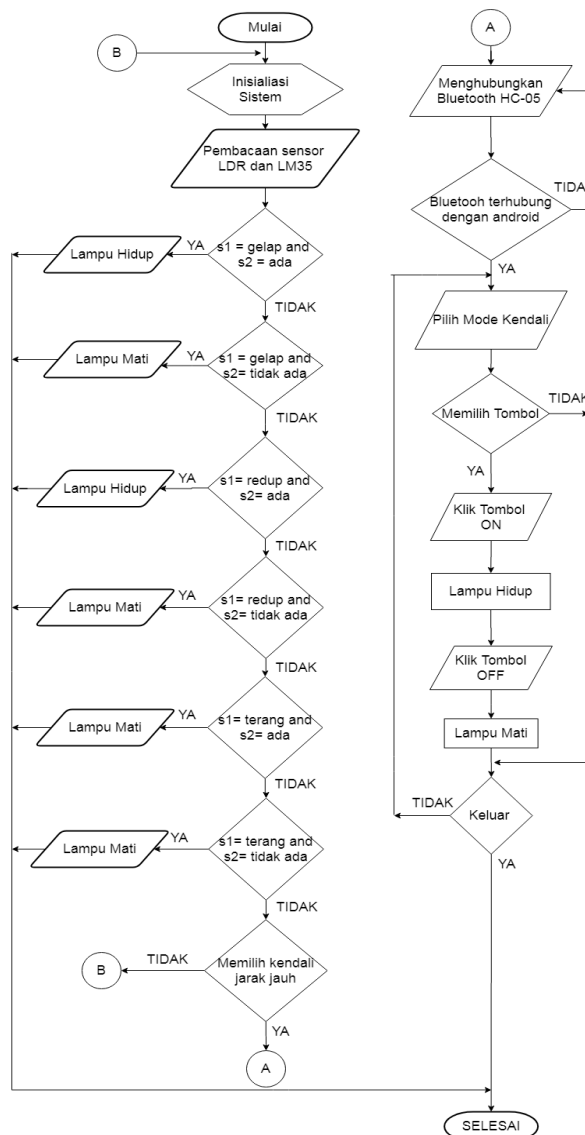 Mulai
B
Inisialiasi
Sistem
Pembacaan sensor
LDR dan LM35
s1 = gelap and
s2 = ada
YA
Lampu Hidup
TIDAK
s1 = gelap and
s2= tidak ada
YA
Lampu Mati
TIDAK
s1= redup and
s2= ada
YA
Lampu Hidup
TIDAK
s1= redup and
s2= tidak ada
YA
Lampu Mati
TIDAK
s1= terang and
s2= ada
YA
Lampu Mati
TIDAK
s1= terang and
s2= tidak ada
YA
Lampu Mati
TIDAK
Memilih kendali
jarak jauh
TIDAK
B
YA
A
A
Menghubungkan
Bluetooth HC-05
Bluetooh terhubung
dengan android
TIDAK
YA
Pilih Mode Kendali
Memilih Tombol
TIDAK
YA
Klik Tombol
ON
Lampu Hidup
Klik Tombol
OFF
Lampu Mati
Keluar
TIDAK
YA
SELESAI